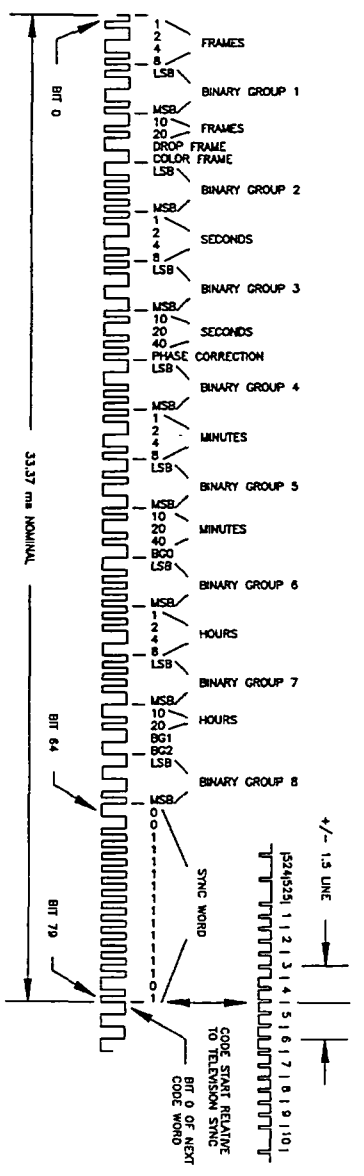 1
2
4
8
FRAMES
LSB
MSB
BINARY GROUP 1
10
20
FRAMES
DROP FRAME
COLOR FRAME
LSB
MSB
BINARY GROUP 2
1
2
4
8
SECONDS
LSB
MSB
BINARY GROUP 3
10
20
40
SECONDS
PHASE CORRECTION
LSB
MSB
BINARY GROUP 4
1
2
4
8
MINUTES
LSB
MSB
BINARY GROUP 5
10
20
40
MINUTES
BG0
LSB
MSB
BINARY GROUP 6
1
2
4
8
HOURS
LSB
MSB
BINARY GROUP 7
10
20
HOURS
BG1
BG2
LSB
MSB
BINARY GROUP 8
0
0
1
1
1
1
1
1
1
1
1
1
1
1
0
1
SYNC WORD
BIT 0
33.37 ms NOMINAL
BIT 64
BIT 79
BIT 0 OF NEXT
CODE WORD
CODE START RELATIVE
TO TELEVISION SYNC
+/- 1.5 LINE
|524|525| 1 | 2 | 3 | 4 | 5 | 6 | 7 | 8 | 9 | 10 |